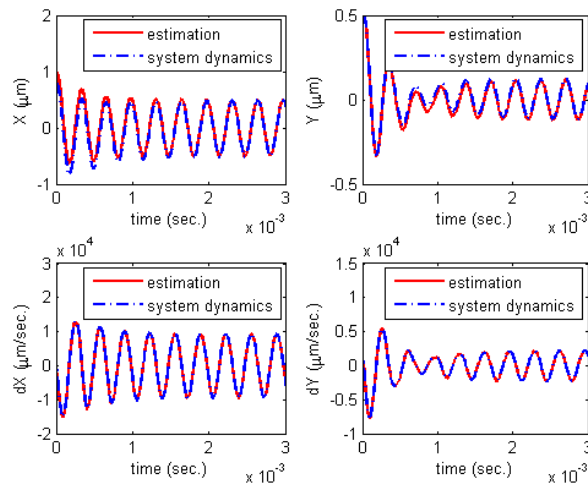 2
1
0
-1
X (μm)
estimation
system dynamics
0
1
2
3
time (sec.)
x 10-3
0.5
0
-0.5
Y (μm)
estimation
system dynamics
0
1
2
3
time (sec.)
x 10-3
x 104
3
2
1
0
-1
-2
dX (μm/sec.)
estimation
system dynamics
0
1
2
3
time (sec.)
x 10-3
x 104
1.5
1
0.5
0
-0.5
-1
dY (μm/sec.)
estimation
system dynamics
0
1
2
3
time (sec.)
x 10-3